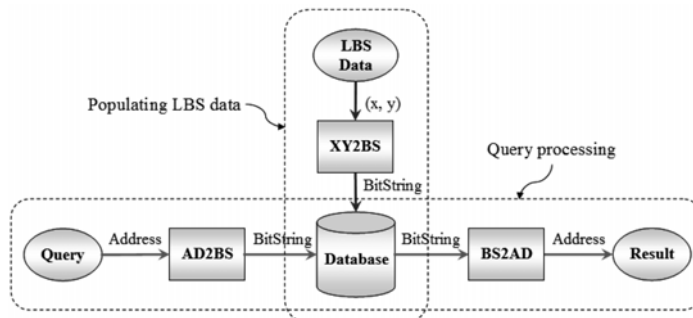 LBS
Data
Populating LBS data
(x, y)
XY2BS
Query processing
BitString
Query
Address
AD2BS
BitString
Database
BitString
BS2AD
Address
Result